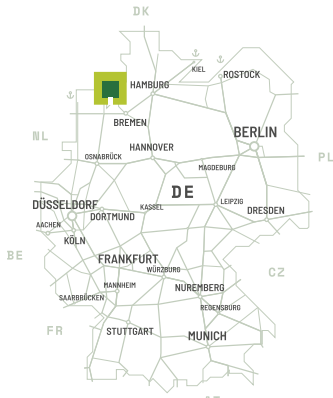 DK
KIEL
ROSTOCK
HAMBURG
BREMEN
NL
BERLIN
HANNOVER
OSNABRÜCK
PL
MAGDEBURG
DE
DÜSSELDORF
KASSEL
LEIPZIG
DORTMUND
DRESDEN
AACHEN
KÖLN
BE
FRANKFURT
WÜRZBURG
CZ
MANNHEIM
NUREMBERG
SAARBRÜCKEN
REGENSBURG
FR
STUTTGART
MUNICH